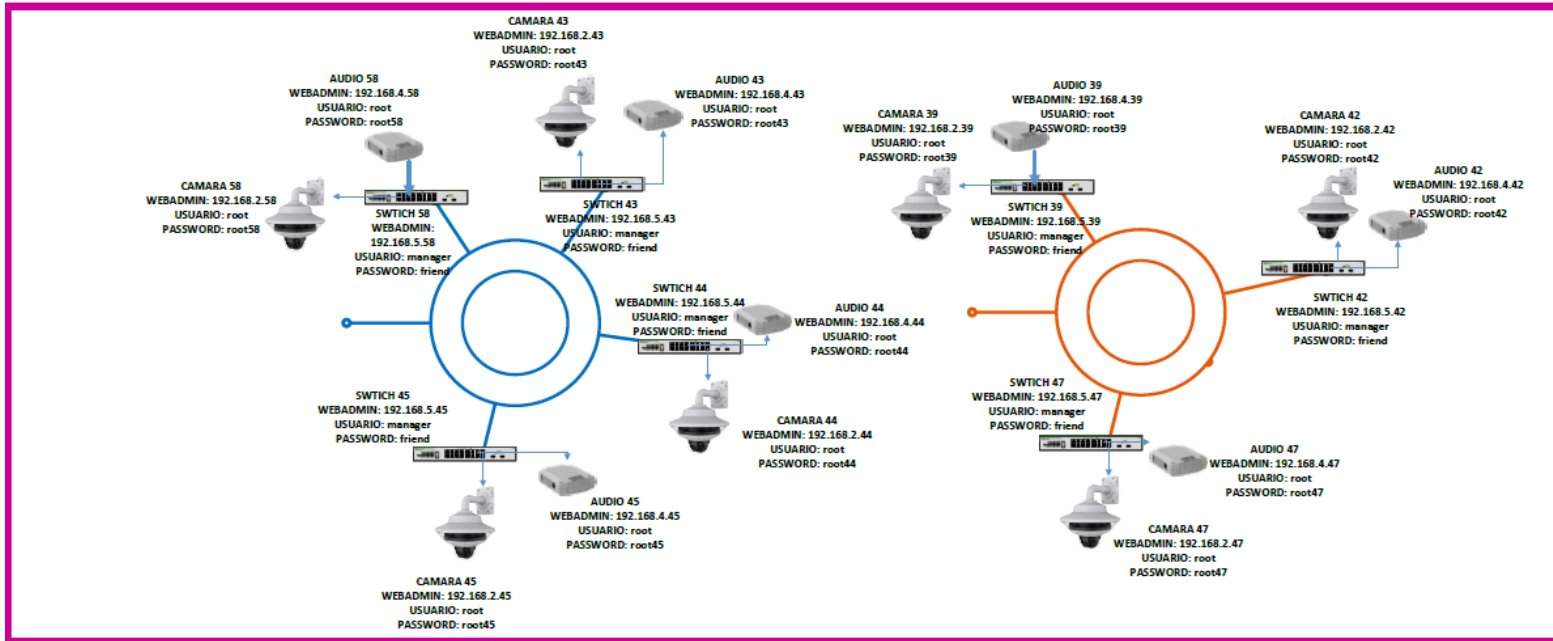 CAMARA 43
WEBADMIN: 192.168.2.43
USUARIO: root
PASSWORD: root43
AUDIO 58
WEBADMIN: 192.168.4.58
USUARIO: root
PASSWORD: root58
AUDIO 43
WEBADMIN: 192.168.4.43
USUARIO: root
PASSWORD: root43
CAMARA 58
WEBADMIN: 192.168.2.58
USUARIO: root
PASSWORD: root58
SWTICH 58
WEBADMIN:
192.168.5.58
USUARIO: manager
PASSWORD: friend
SWTICH 43
WEBADMIN: 192.168.5.43
USUARIO: manager
PASSWORD: friend
SWTICH 44
WEBADMIN: 192.168.5.44
USUARIO: manager
PASSWORD: friend
AUDIO 44
WEBADMIN: 192.168.4.44
USUARIO: root
PASSWORD: root44
SWTICH 45
WEBADMIN: 192.168.5.45
USUARIO: manager
PASSWORD: friend
CAMARA 44
WEBADMIN: 192.168.2.44
USUARIO: root
PASSWORD: root44
AUDIO 45
WEBADMIN: 192.168.4.45
USUARIO: root
PASSWORD: root45
CAMARA 45
WEBADMIN: 192.168.2.45
USUARIO: root
PASSWORD: root45
AUDIO 39
WEBADMIN: 192.168.4.39
USUARIO: root
PASSWORD: root39
CAMARA 39
WEBADMIN: 192.168.2.39
USUARIO: root
PASSWORD: root39
CAMARA 42
WEBADMIN: 192.168.2.42
USUARIO: root
PASSWORD: root42
AUDIO 42
WEBADMIN: 192.168.4.42
USUARIO: root
PASSWORD: root42
SWTICH 39
WEBADMIN: 192.168.5.39
USUARIO: manager
PASSWORD: friend
SWTICH 42
WEBADMIN: 192.168.5.42
USUARIO: manager
PASSWORD: friend
SWTICH 47
WEBADMIN: 192.168.5.47
USUARIO: manager
PASSWORD: friend
AUDIO 47
WEBADMIN: 192.168.4.47
USUARIO: root
PASSWORD: root47
CAMARA 47
WEBADMIN: 192.168.2.47
USUARIO: root
PASSWORD: root47